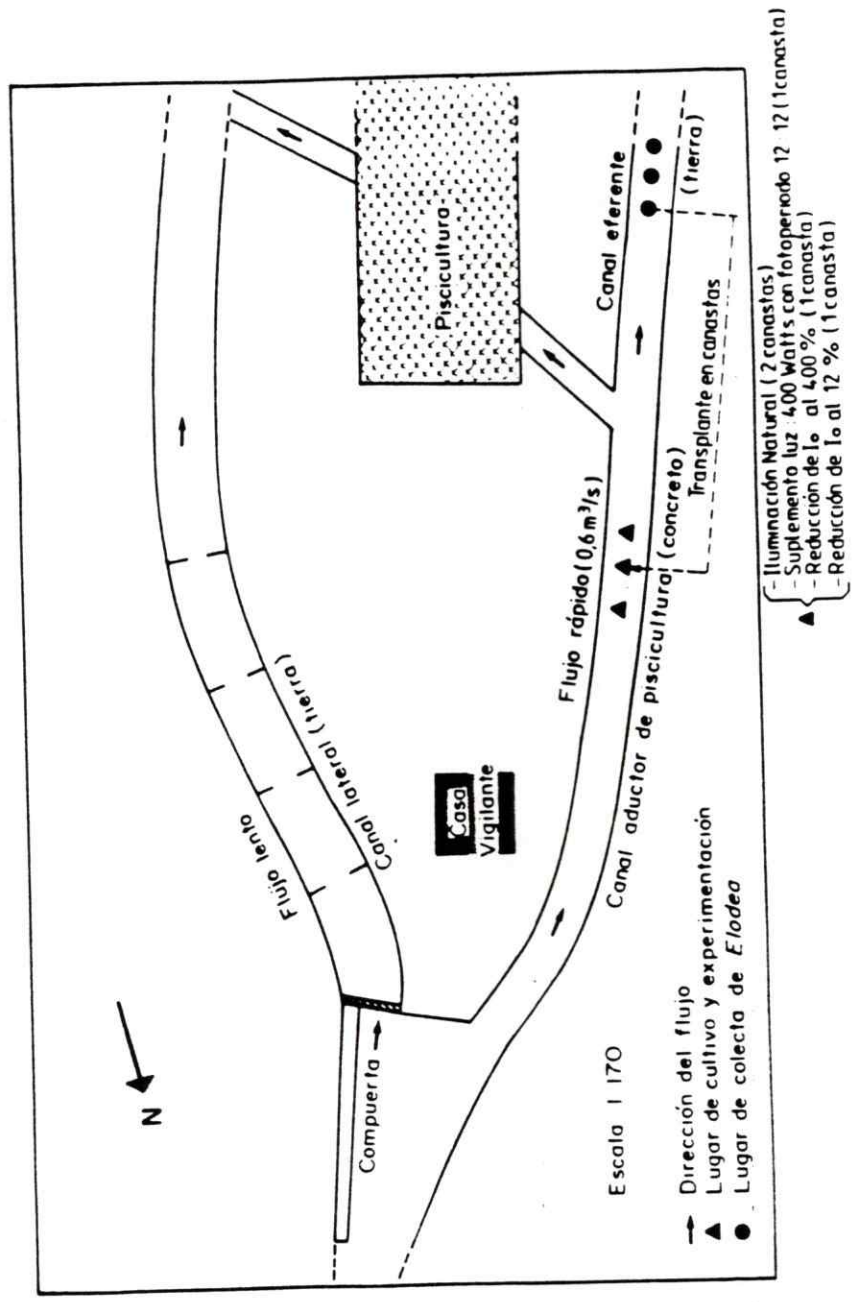 N
Compuerta
Flujo lento
Canal lateral (tierra)
Casa
Vigilante
Piscicultura
Flujo rápido (0,6 m³/s)
Canal aductor de piscicultura (concreto)
Canal eferente
(tierra)
Transplante en canastas
Escala 1 170
Dirección del flujo
Lugar de cultivo y experimentación
Lugar de colecta de Elodea
- Iluminación Natural (2 canastas)
- Suplemento luz : 400 Watts con fotoperiodo 12 12 (1 canasta)
- Reducción de I₀ al 400 % (1 canasta)
- Reducción de I₀ al 12 % (1 canasta)